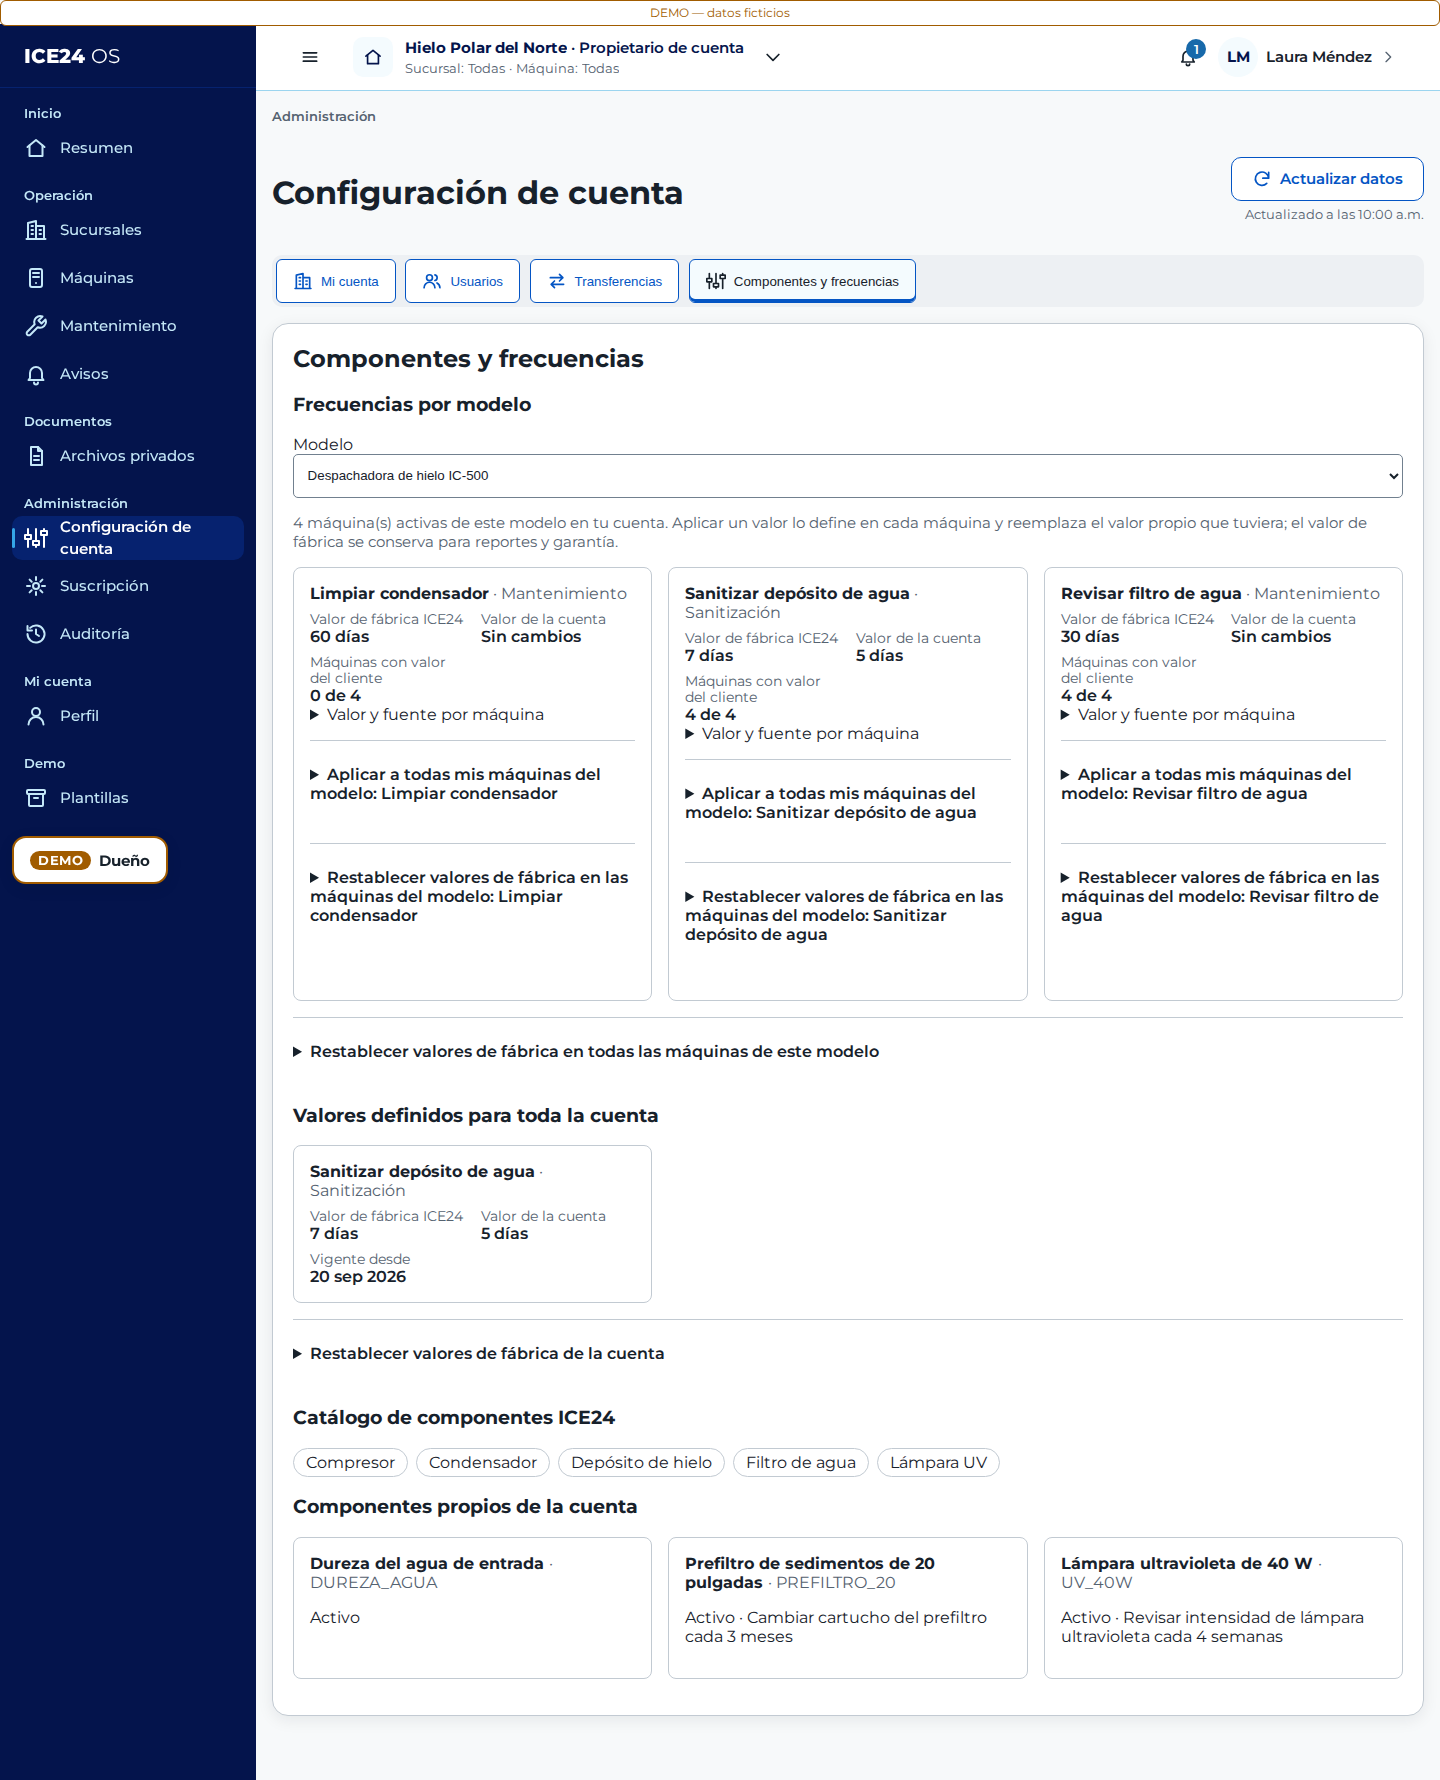 DEMO — datos ficticios
ICE24 OS
Inicio
Resumen
Operación
Sucursales
Máquinas
Mantenimiento
Avisos
Documentos
Archivos privados
Administración
Configuración de
cuenta
Suscripción
Auditoría
Mi cuenta
Perfil
Demo
Plantillas
DEMO Dueño
Hielo Polar del Norte · Propietario de cuenta
Sucursal: Todas · Máquina: Todas
1
LM Laura Méndez
Administración
Configuración de cuenta
Actualizar datos
Actualizado a las 10:00 a.m.
Mi cuenta
Usuarios
Transferencias
Componentes y frecuencias
Componentes y frecuencias
Frecuencias por modelo
Modelo
Despachadora de hielo IC-500
4 máquina(s) activas de este modelo en tu cuenta. Aplicar un valor lo define en cada máquina y reemplaza el valor propio que tuviera; el valor de
fábrica se conserva para reportes y garantía.
Limpiar condensador · Mantenimiento
Valor de fábrica ICE24 Valor de la cuenta
60 días Sin cambios
Máquinas con valor
del cliente
0 de 4
Valor y fuente por máquina
Aplicar a todas mis máquinas del
modelo: Limpiar condensador
Restablecer valores de fábrica en las
máquinas del modelo: Limpiar
condensador
Sanitizar depósito de agua ·
Sanitización
Valor de fábrica ICE24 Valor de la cuenta
7 días 5 días
Máquinas con valor
del cliente
4 de 4
Valor y fuente por máquina
Aplicar a todas mis máquinas del
modelo: Sanitizar depósito de agua
Restablecer valores de fábrica en las
máquinas del modelo: Sanitizar
depósito de agua
Revisar filtro de agua · Mantenimiento
Valor de fábrica ICE24 Valor de la cuenta
30 días Sin cambios
Máquinas con valor
del cliente
4 de 4
Valor y fuente por máquina
Aplicar a todas mis máquinas del
modelo: Revisar filtro de agua
Restablecer valores de fábrica en las
máquinas del modelo: Revisar filtro de
agua
Restablecer valores de fábrica en todas las máquinas de este modelo
Valores definidos para toda la cuenta
Sanitizar depósito de agua ·
Sanitización
Valor de fábrica ICE24 Valor de la cuenta
7 días 5 días
Vigente desde
20 sep 2026
Restablecer valores de fábrica de la cuenta
Catálogo de componentes ICE24
Compresor
Condensador
Depósito de hielo
Filtro de agua
Lámpara UV
Componentes propios de la cuenta
Dureza del agua de entrada ·
DUREZA_AGUA
Activo
Prefiltro de sedimentos de 20
pulgadas · PREFILTRO_20
Activo · Cambiar cartucho del prefiltro
cada 3 meses
Lámpara ultravioleta de 40 W ·
UV_40W
Activo · Revisar intensidad de lámpara
ultravioleta cada 4 semanas